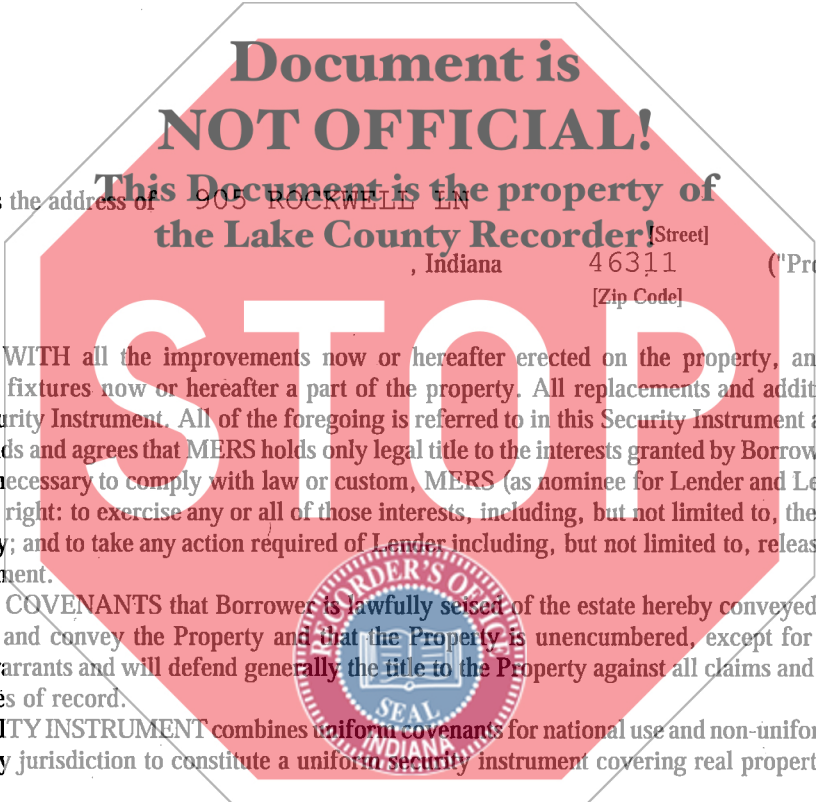 Document is
NOT OFFICIAL!
This Document is the property of
the Lake County Recorder!
the address of 905 ROCKWELL LN
[Street]
, Indiana 46311 ("Pro
[Zip Code]
STOP
WITH all the improvements now or hereafter erected on the property, an
fixtures now or hereafter a part of the property. All replacements and addit
urity Instrument. All of the foregoing is referred to in this Security Instrument a
ds and agrees that MERS holds only legal title to the interests granted by Borrow
ecessary to comply with law or custom, MERS (as nominee for Lender and Le
right: to exercise any or all of those interests, including, but not limited to, the
y; and to take any action required of Lender including, but not limited to, releas
ment.
COVENANTS that Borrower is lawfully seised of the estate hereby conveyed
and convey the Property and that the Property is unencumbered, except for
arrants and will defend generally the title to the Property against all claims and
s of record.
ITY INSTRUMENT combines uniform covenants for national use and non-unifor
y jurisdiction to constitute a uniform security instrument covering real propert
RECORDER'S OFFICE
SEAL
INDIANA